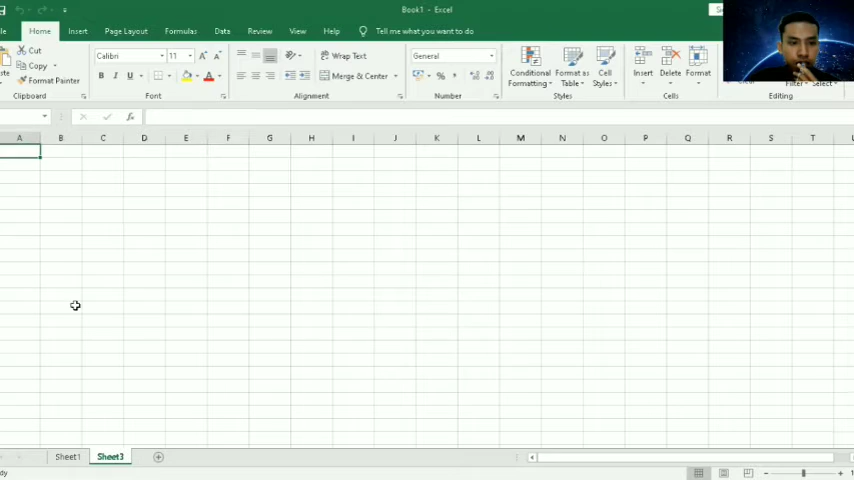 Book1 - Excel
Home Insert Page Layout Formulas Data Review View Help Tell me what you want to do
Cut
Copy
Format Painter
Clipboard
Calibri 11
B I U
Font
Wrap Text
Merge & Center
Alignment
General
% ,
Number
Conditional Formatting
Format as Table
Cell Styles
Styles
Insert Delete Format
Cells
Filter Select
Editing
fx
A B C D E F G H I J K L M N O P Q R S T
Sheet1 Sheet3